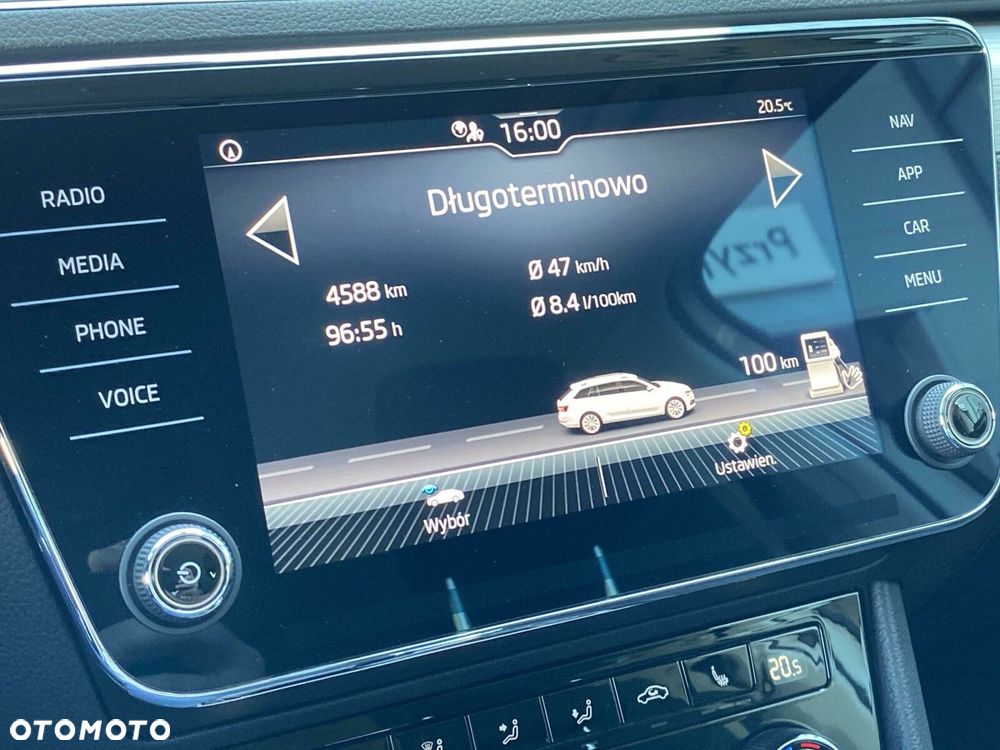 16:00
20.5°C
Długoterminowo
4588 km
Ø 47 km/h
96:55 h
Ø 8.4 l/100km
100 km
Wybór
Ustawien.
RADIO
MEDIA
PHONE
VOICE
NAV
APP
CAR
MENU
20.5
OTOMOTO